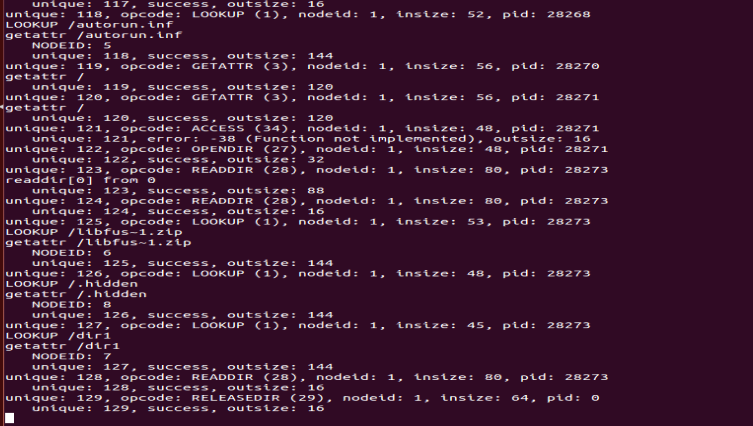 unique: 117, success, outsize: 16
unique: 118, opcode: LOOKUP (1), nodeid: 1, insize: 52, pid: 28268
LOOKUP /autorun.inf
getattr /autorun.inf
NODEID: 5
unique: 118, success, outsize: 144
unique: 119, opcode: GETATTR (3), nodeid: 1, insize: 56, pid: 28270
getattr /
unique: 119, success, outsize: 120
unique: 120, opcode: GETATTR (3), nodeid: 1, insize: 56, pid: 28271
getattr /
unique: 120, success, outsize: 120
unique: 121, opcode: ACCESS (34), nodeid: 1, insize: 48, pid: 28271
unique: 121, error: -38 (Function not implemented), outsize: 16
unique: 122, opcode: OPENDIR (27), nodeid: 1, insize: 48, pid: 28271
unique: 122, success, outsize: 32
unique: 123, opcode: READDIR (28), nodeid: 1, insize: 80, pid: 28273
readdir[0] from 0
unique: 123, success, outsize: 88
unique: 124, opcode: READDIR (28), nodeid: 1, insize: 80, pid: 28273
unique: 124, success, outsize: 16
unique: 125, opcode: LOOKUP (1), nodeid: 1, insize: 53, pid: 28273
LOOKUP /libfus~1.zip
getattr /libfus~1.zip
NODEID: 6
unique: 125, success, outsize: 144
unique: 126, opcode: LOOKUP (1), nodeid: 1, insize: 48, pid: 28273
LOOKUP /.hidden
getattr /.hidden
NODEID: 8
unique: 126, success, outsize: 144
unique: 127, opcode: LOOKUP (1), nodeid: 1, insize: 45, pid: 28273
LOOKUP /dir1
getattr /dir1
NODEID: 7
unique: 127, success, outsize: 144
unique: 128, opcode: READDIR (28), nodeid: 1, insize: 80, pid: 28273
unique: 128, success, outsize: 16
unique: 129, opcode: RELEASEDIR (29), nodeid: 1, insize: 64, pid: 0
unique: 129, success, outsize: 16